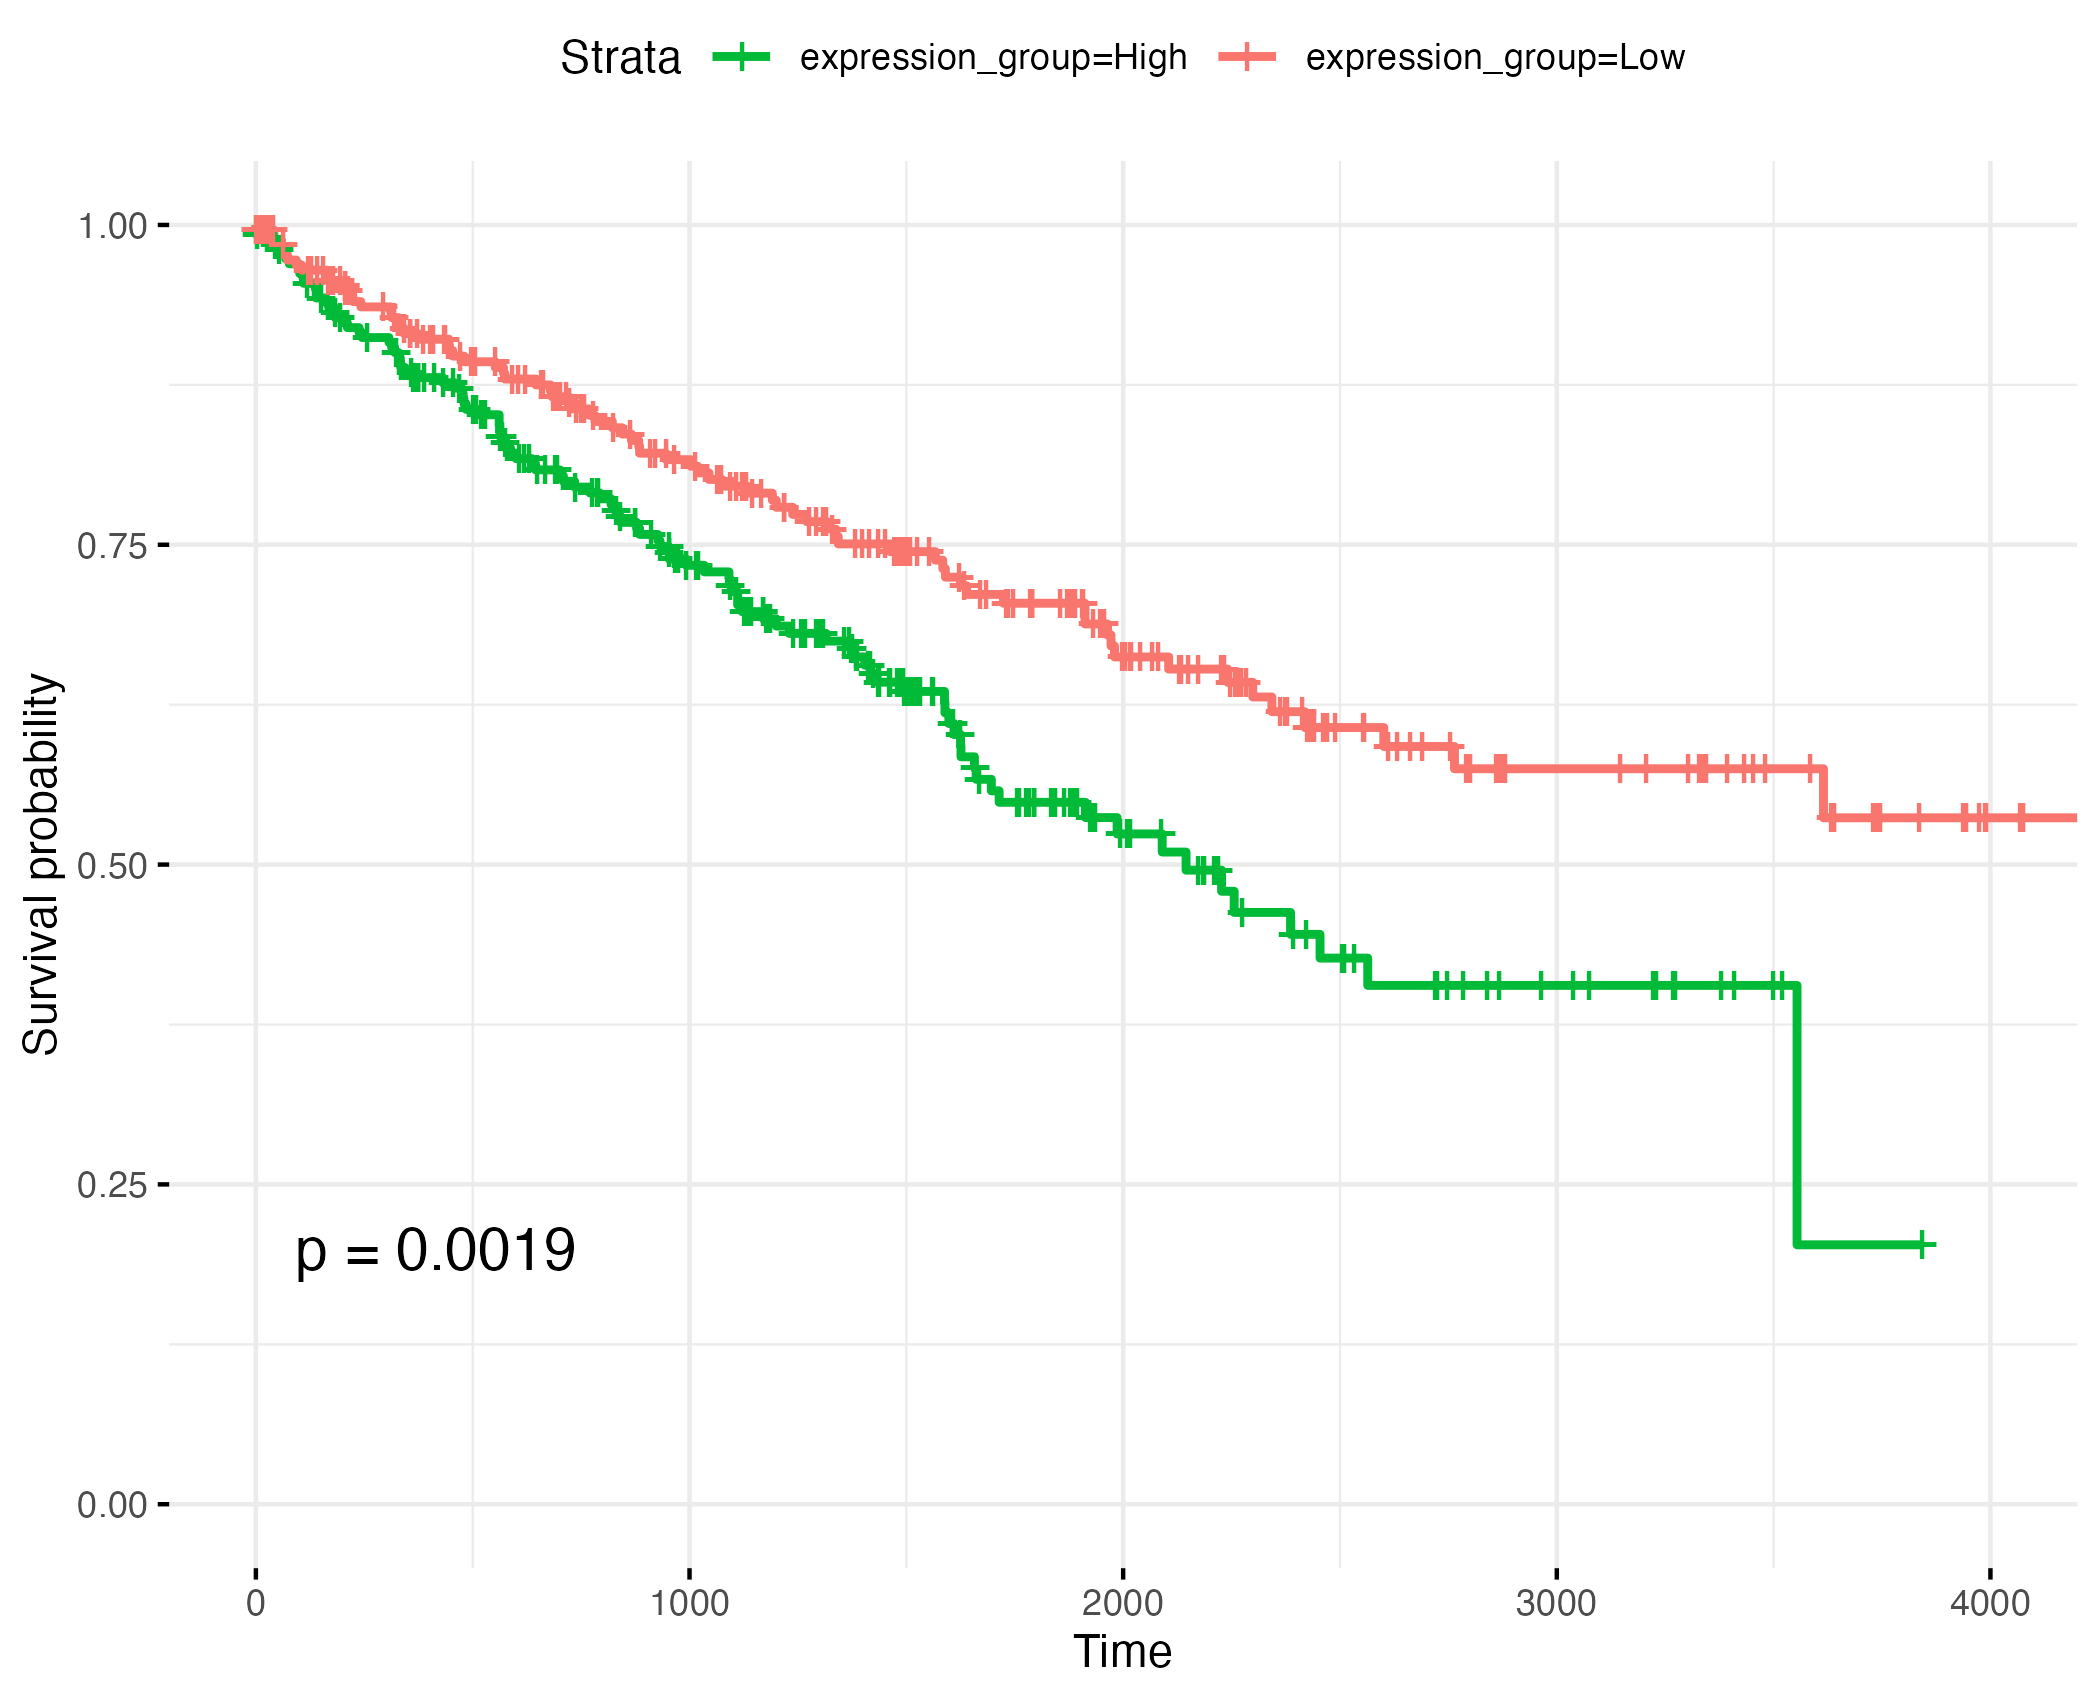 Strata expression_group=High expression_group=Low
1.00
0.75
0.50
0.25
0.00
Survival probability
p = 0.0019
0 1000 2000 3000 4000
Time